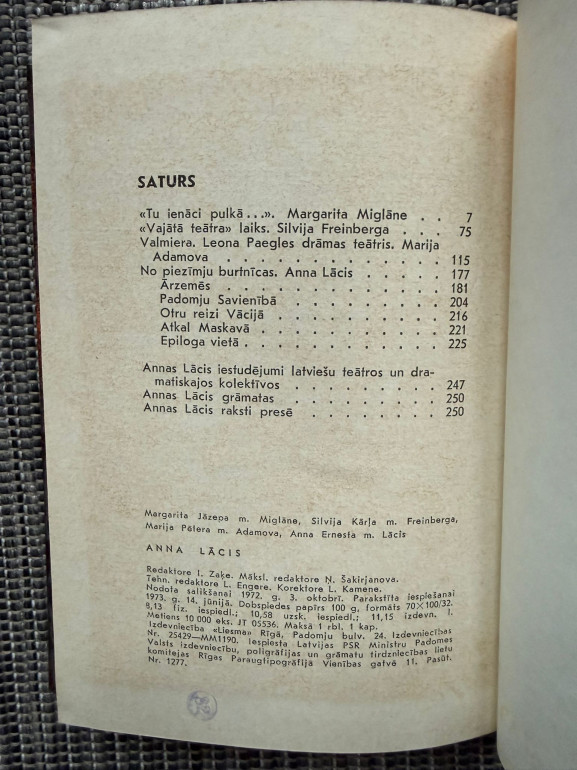 SATURS
«Tu ienāci pulkā...». Margarita Miglāne . . 7
«Vajātā teātra» laiks. Silvija Freinberga . . . 75
Valmiera. Leona Paegles drāmas teātris. Marija
Adamova . . . . . . . . . . . . 115
No piezīmju burtnīcas. Anna Lācis . . . . . 177
Ārzemēs . . . . . . . . . . . . 181
Padomju Savienībā . . . . . . . . . 204
Otru reizi Vācijā . . . . . . . . . 216
Atkal Maskavā . . . . . . . . . . 221
Epiloga vietā . . . . . . . . . . 225
Annas Lācis iestudējumi latviešu teātros un dra-
matiskajos kolektīvos . . . . . . . . 247
Annas Lācis grāmatas . . . . . . . . . 250
Annas Lācis raksti presē . . . . . . . . 250
Margarita Jāzepa m. Miglāne, Silvija Kārļa m. Freinberga,
Marija Pētera m. Adamova, Anna Ernesta m. Lācis
ANNA LĀCIS
Redaktore I. Zaķe. Māksl. redaktore Ņ. Šakirjanova.
Tehn. redaktore L. Engere. Korektore L. Kamene.
Nodota salikšanai 1972. g. 3. oktobrī. Parakstīta iespiešanai
1973. g. 14. jūnijā. Dobspiedes papīrs 100 g, formāts 70×100/32.
8,13 fiz. iespiedl.; 10,58 uzsk. iespiedl.; 11,15 izdevn. l.
Metiens 10 000 eks. JT 05536. Maksā 1 rbl. 1 kap.
Izdevniecība «Liesma» Rīgā, Padomju bulv. 24. Izdevniecības
Nr. 25429—MM1190. Iespiesta Latvijas PSR Ministru Padomes
Valsts izdevniecību, poligrāfijas un grāmatu tirdzniecības lietu
komitejas Rīgas Paraugtipogrāfijā Vienības gatvē 11. Pasūt.
Nr. 1277.